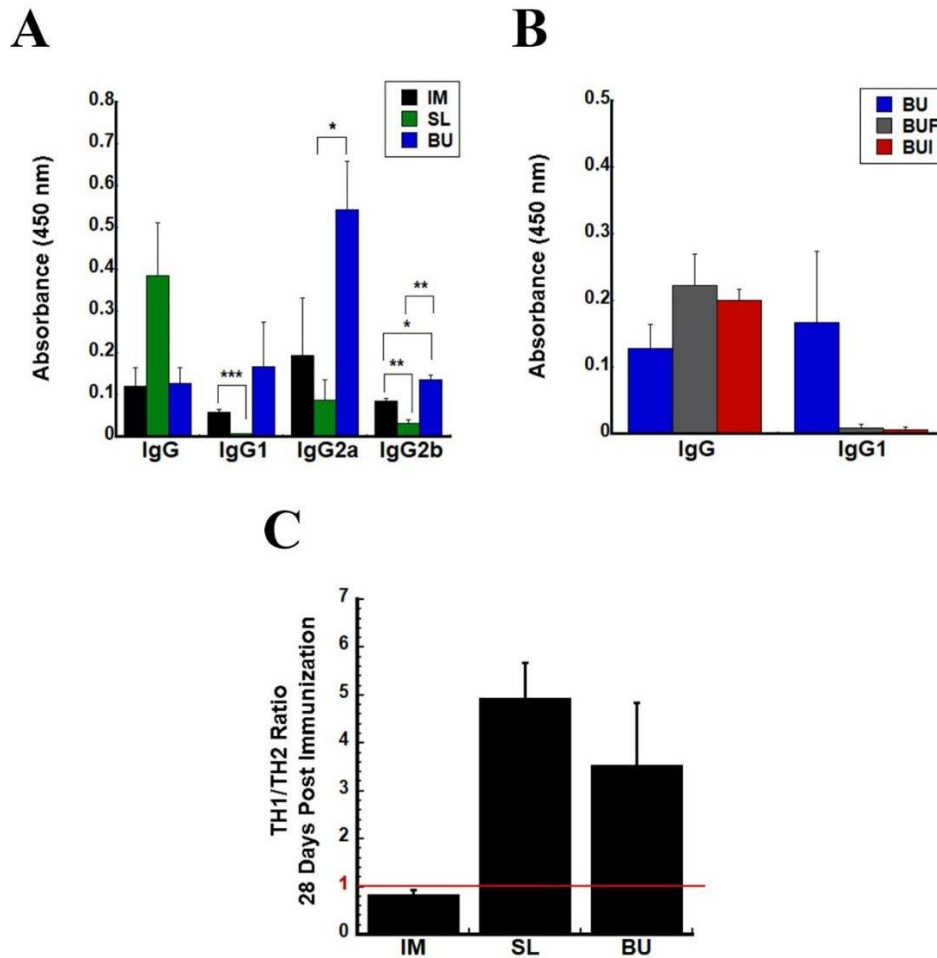 A
IM
SL
BU
Absorbance (450 nm)
0.8
0.7
0.6
0.5
0.4
0.3
0.2
0.1
0
*
***
**
*
**
IgG
IgG1
IgG2a
IgG2b
B
BU
BUF
BUI
Absorbance (450 nm)
0.5
0.4
0.3
0.2
0.1
0
IgG
IgG1
C
TH1/TH2 Ratio
28 Days Post Immunization
7
6
5
4
3
2
1
0
IM
SL
BU